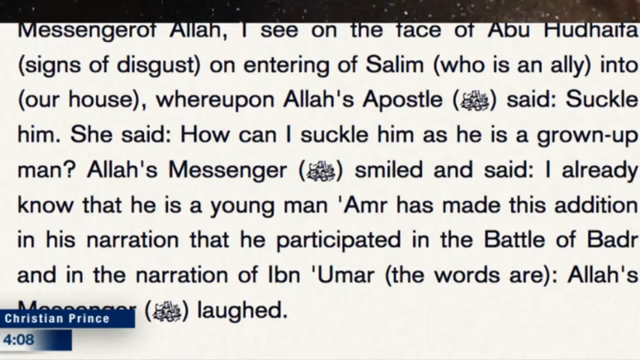 Messengerof Allah, I see on the face of Abu Hudhaifa
(signs of disgust) on entering of Salim (who is an ally) into
(our house), whereupon Allah's Apostle (ﷺ) said: Suckle
him. She said: How can I suckle him as he is a grown-up
man? Allah's Messenger (ﷺ) smiled and said: I already
know that he is a young man 'Amr has made this addition
in his narration that he participated in the Battle of Badr
and in the narration of Ibn 'Umar (the words are): Allah's
Messenger (ﷺ) laughed.
Christian Prince
4:08